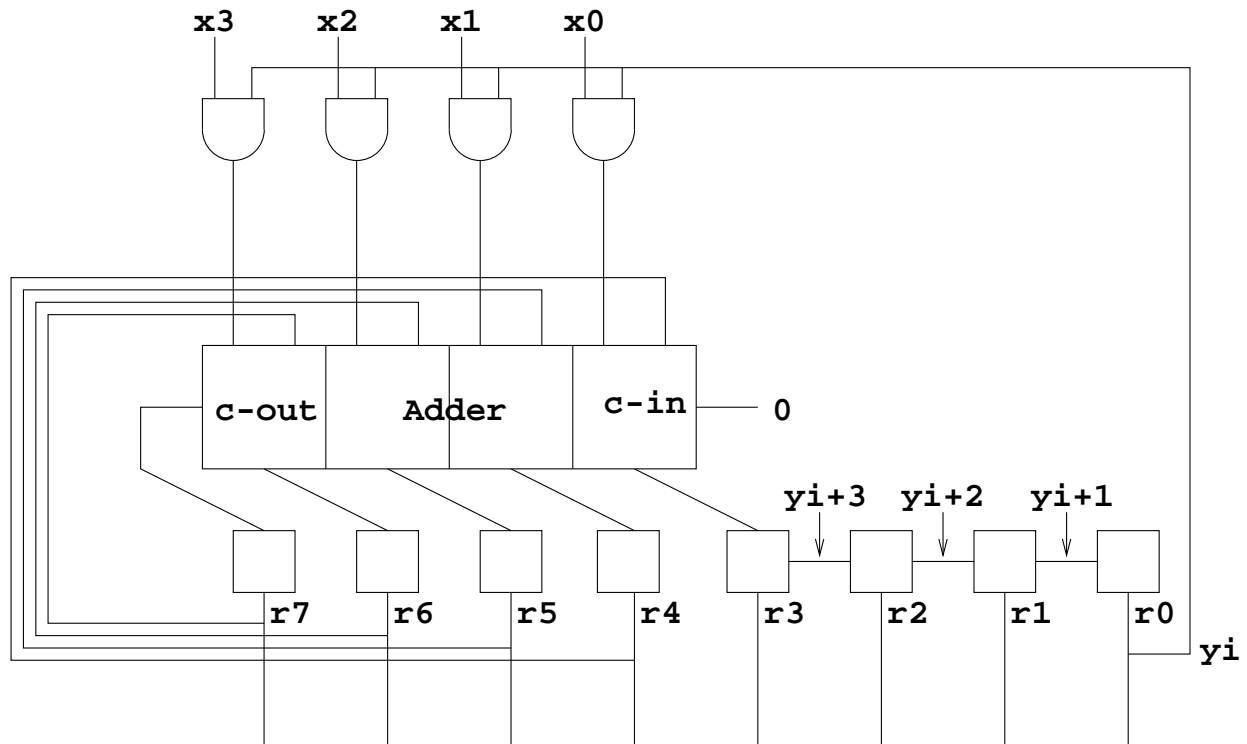 x3 x2 x1 x0
c-out Adder c-in 0
yi+3 yi+2 yi+1
r7 r6 r5 r4 r3 r2 r1 r0
yi